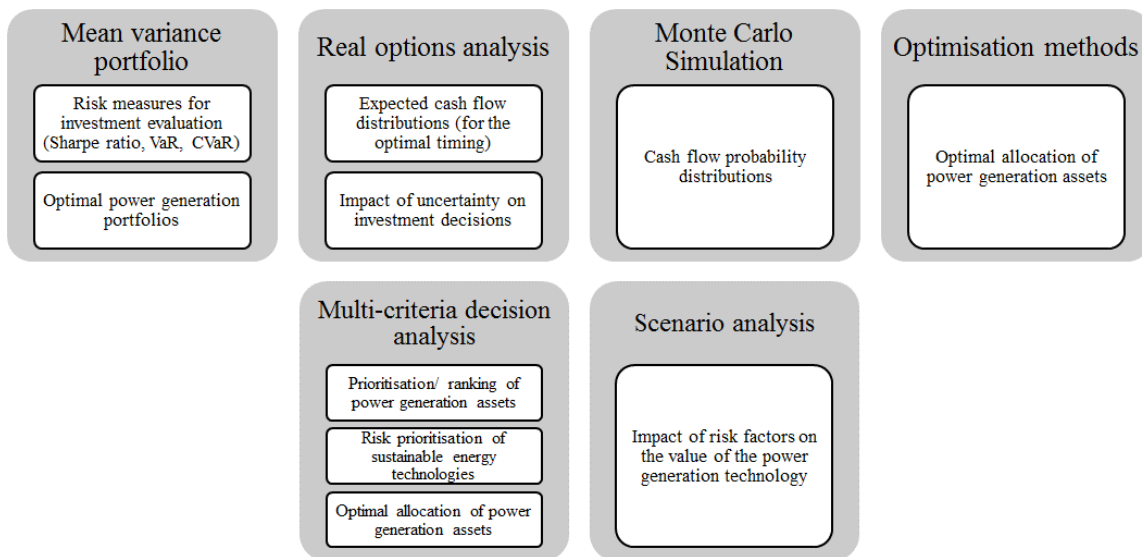 Mean variance
portfolio
Risk measures for
investment evaluation
(Sharpe ratio, VaR, CVaR)
Optimal power generation
portfolios
Real options analysis
Expected cash flow
distributions (for the
optimal timing)
Impact of uncertainty on
investment decisions
Monte Carlo
Simulation
Cash flow probability
distributions
Optimisation methods
Optimal allocation of
power generation assets
Multi-criteria decision
analysis
Prioritisation/ ranking of
power generation assets
Risk prioritisation of
sustainable energy
technologies
Optimal allocation of power
generation assets
Scenario analysis
Impact of risk factors on
the value of the power
generation technology